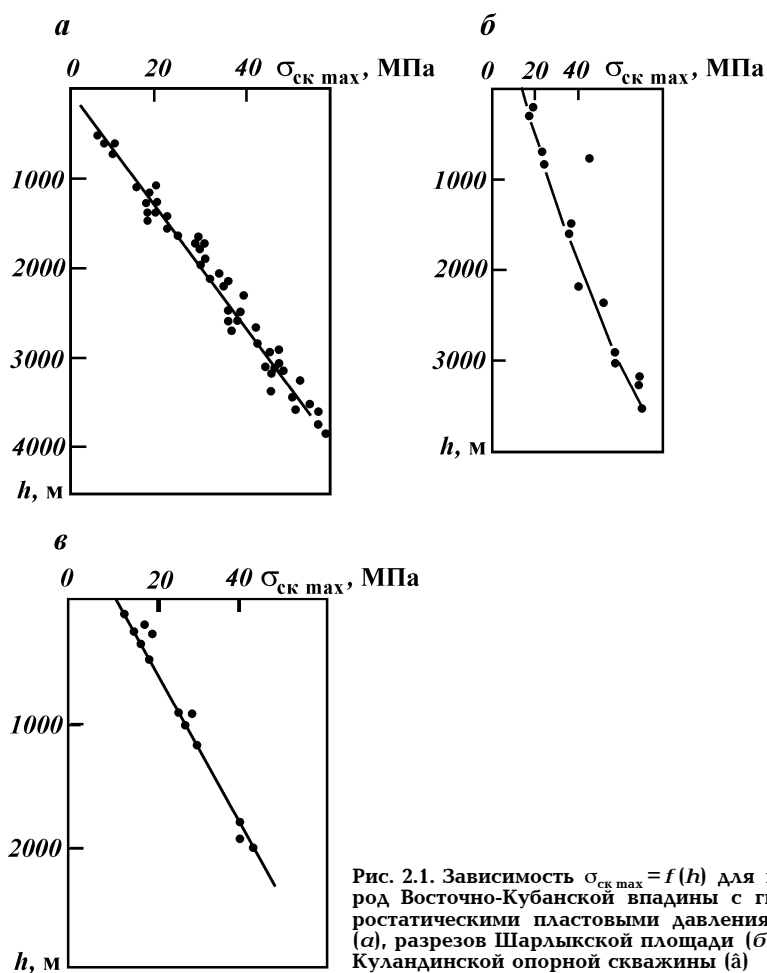 а
0 20 40 σск max, МПа
1000
2000
3000
4000
h, м
б
0 20 40 σск max, МПа
1000
2000
3000
h, м
в
0 20 40 σск max, МПа
1000
2000
h, м
Рис. 2.1. Зависимость σск max = f (h) для
род Восточно-Кубанской впадины с
ростатическими пластовыми давления
(а), разрезов Шарлыкской площади (б
Куландинской опорной скважины (â)